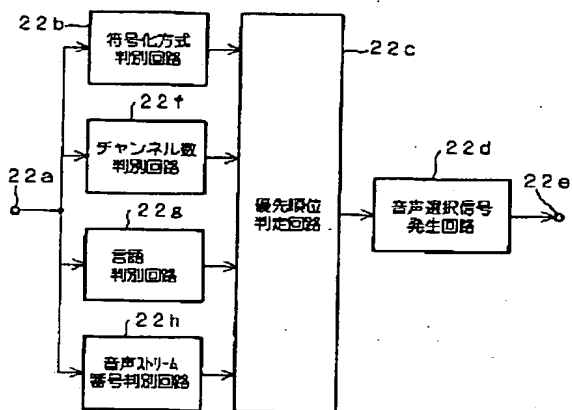 22b
符号化方式
判別回路
22c
22f
チャンネル数
判別回路
22a
22g
言語
判別回路
22h
音声ストリーム
番号判別回路
優先順位
判定回路
22d
音声選択信号
発生回路
22e